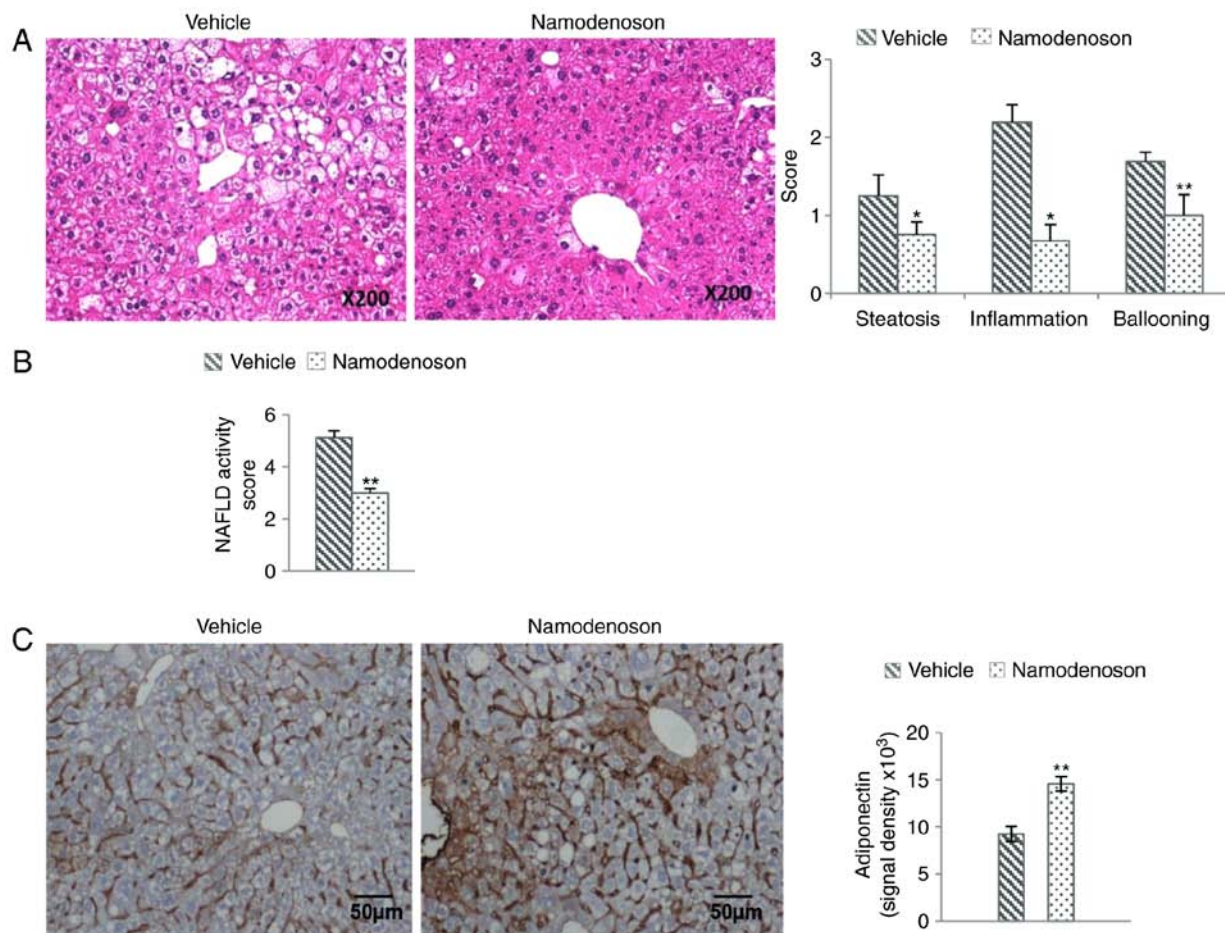 A
Vehicle
Namodenoson
X200
X200
Vehicle Namodenoson
Score
3
2
1
0
*
*
**
Steatosis Inflammation Ballooning
B
Vehicle Namodenoson
NAFLD activity
score
6
4
2
0
**
C
Vehicle
Namodenoson
50µm
50µm
Vehicle Namodenoson
Adiponectin
(signal density x10³)
20
15
10
5
0
**